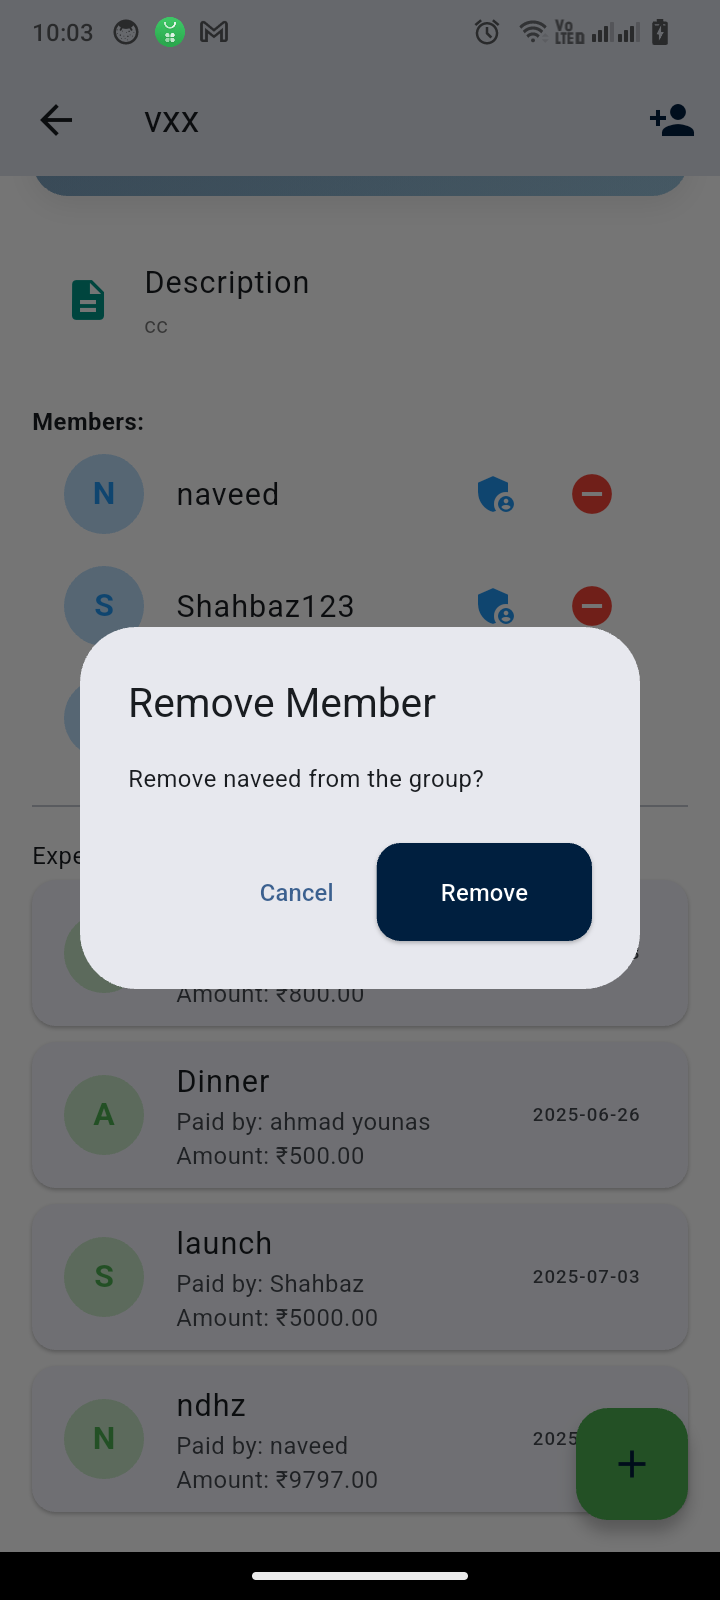 10:03
Vo LTED
vxx
Description
cc
Members:
N naveed
S Shahbaz123
Remove Member
Remove naveed from the group?
Cancel Remove
Expe
Amount: ₹800.00
Dinner
A Paid by: ahmad younas 2025-06-26
Amount: ₹500.00
launch
S Paid by: Shahbaz 2025-07-03
Amount: ₹5000.00
ndhz
N Paid by: naveed 2025
Amount: ₹9797.00